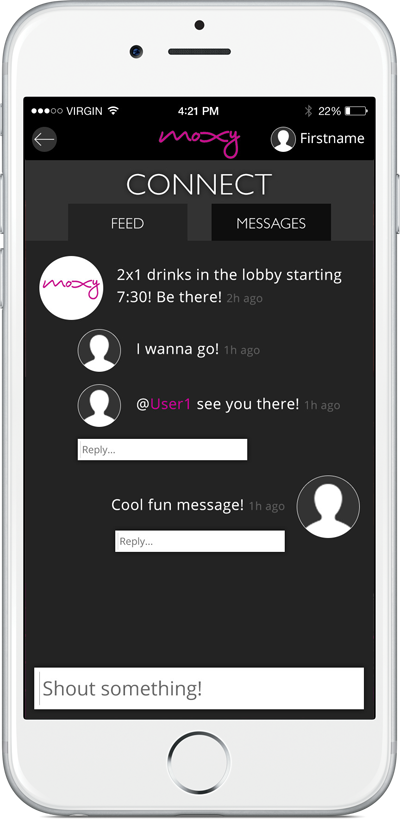 VIRGIN 4:21 PM 22%
moxy Firstname
CONNECT
FEED MESSAGES
moxy
2x1 drinks in the lobby starting
7:30! Be there! 2h ago
I wanna go! 1h ago
@User1 see you there! 1h ago
Reply...
Cool fun message! 1h ago
Reply...
Shout something!